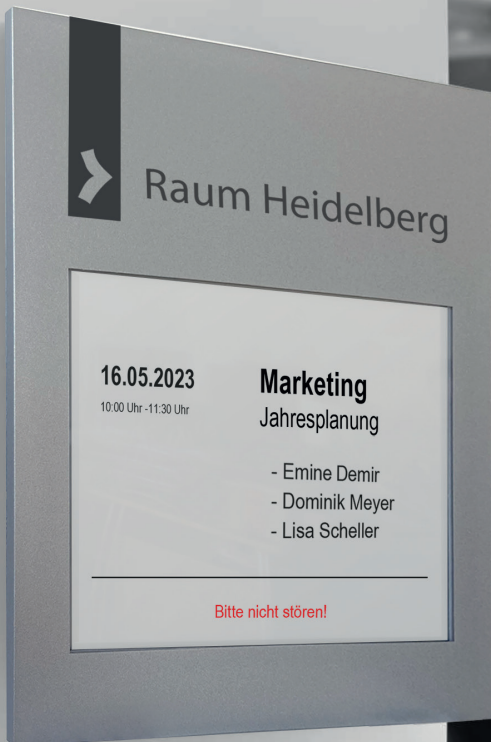 Raum Heidelberg
16.05.2023
10:00 Uhr -11:30 Uhr
Marketing
Jahresplanung
- Emine Demir
- Dominik Meyer
- Lisa Scheller
Bitte nicht stören!